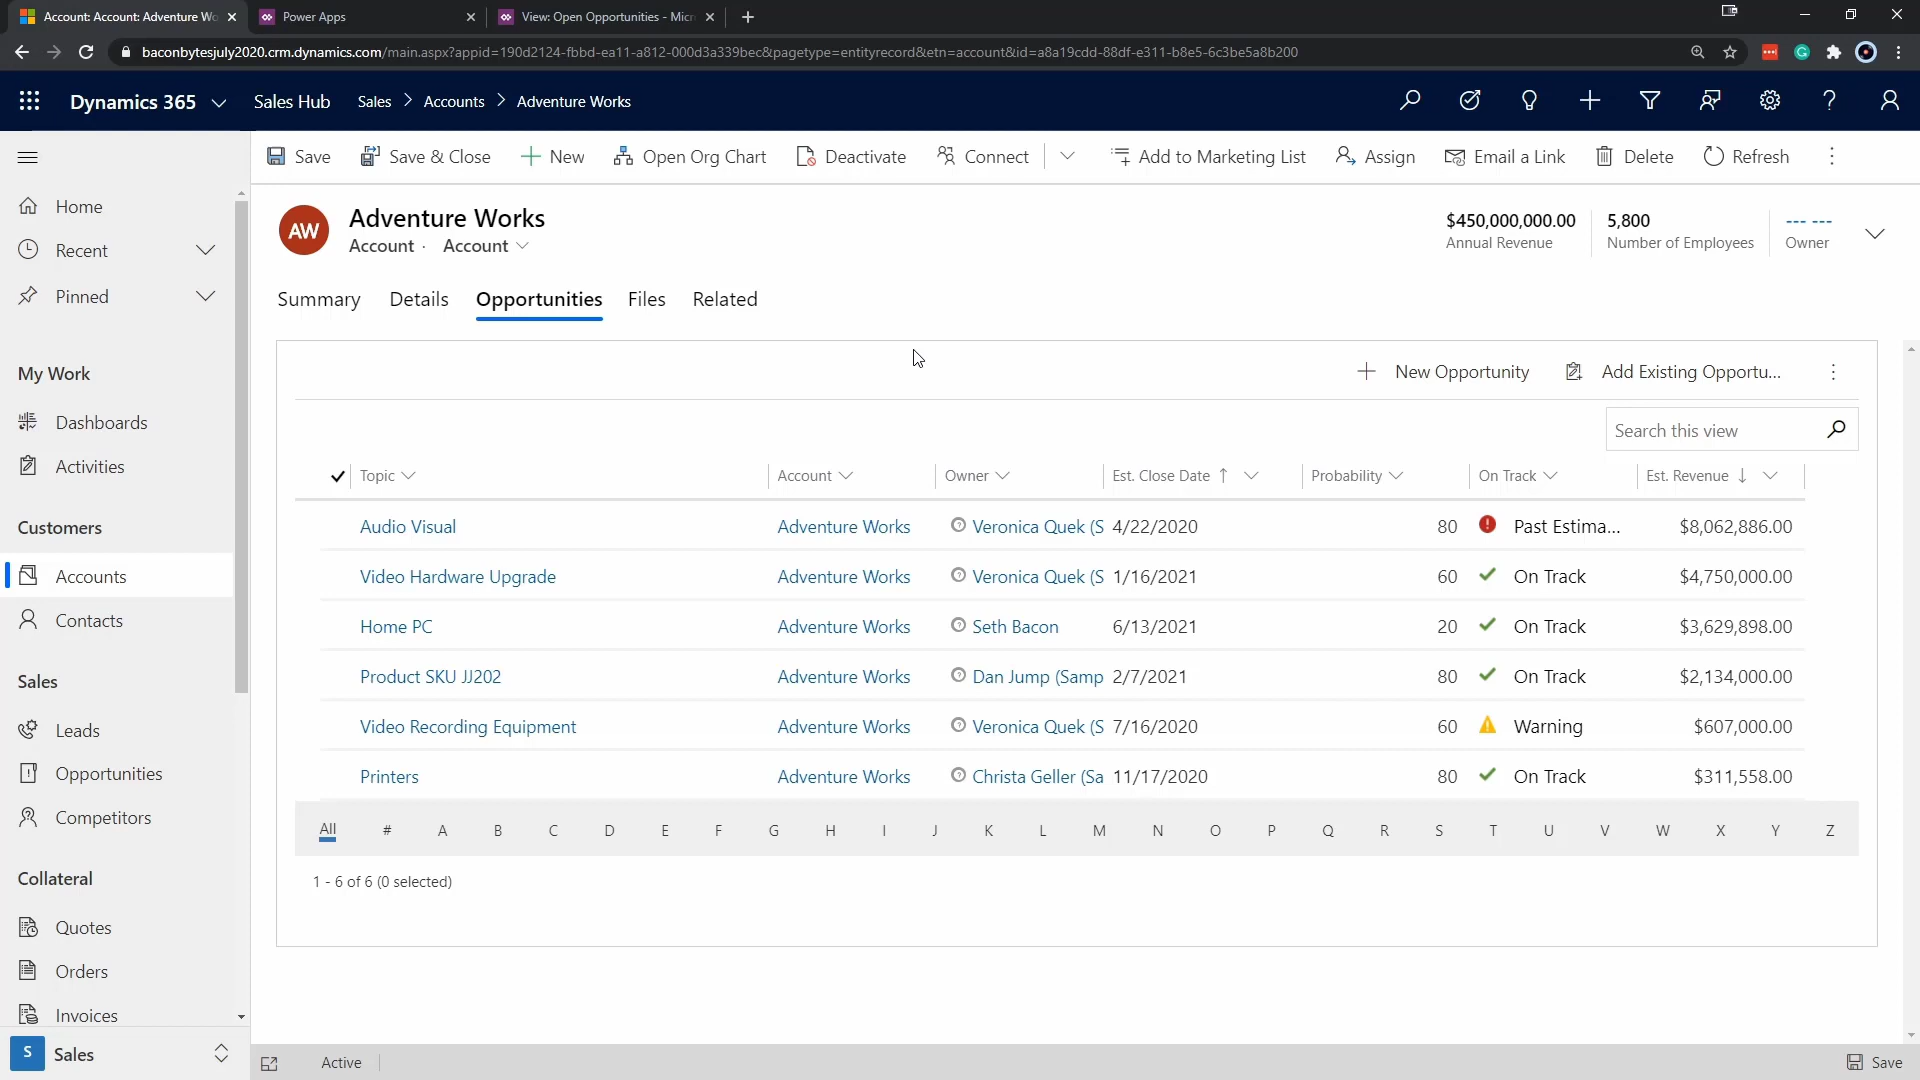 Account: Account: Adventure Wo
Power Apps
View: Open Opportunities - Micr
baconbytesjuly2020.crm.dynamics.com/main.aspx?appid=190d2124-fbbd-ea11-a812-000d3a339bec&pagetype=entityrecord&etn=account&id=a8a19cdd-88df-e311-b8e5-6c3be5a8b200
Dynamics 365 Sales Hub Sales > Accounts > Adventure Works
Save Save & Close New Open Org Chart Deactivate Connect Add to Marketing List Assign Email a Link Delete Refresh
Home
Recent
Pinned
My Work
Dashboards
Activities
Customers
Accounts
Contacts
Sales
Leads
Opportunities
Competitors
Collateral
Quotes
Orders
Invoices
S Sales
AW
Adventure Works
Account · Account
$450,000,000.00
Annual Revenue
5,800
Number of Employees
--- ---
Owner
Summary Details Opportunities Files Related
New Opportunity Add Existing Opportu...
Search this view
Topic Account Owner Est. Close Date ↑ Probability On Track Est. Revenue ↓
Audio Visual Adventure Works Veronica Quek (S 4/22/2020 80 Past Estima... $8,062,886.00
Video Hardware Upgrade Adventure Works Veronica Quek (S 1/16/2021 60 On Track $4,750,000.00
Home PC Adventure Works Seth Bacon 6/13/2021 20 On Track $3,629,898.00
Product SKU JJ202 Adventure Works Dan Jump (Samp 2/7/2021 80 On Track $2,134,000.00
Video Recording Equipment Adventure Works Veronica Quek (S 7/16/2020 60 Warning $607,000.00
Printers Adventure Works Christa Geller (Sa 11/17/2020 80 On Track $311,558.00
All # A B C D E F G H I J K L M N O P Q R S T U V W X Y Z
1 - 6 of 6 (0 selected)
Active
Save